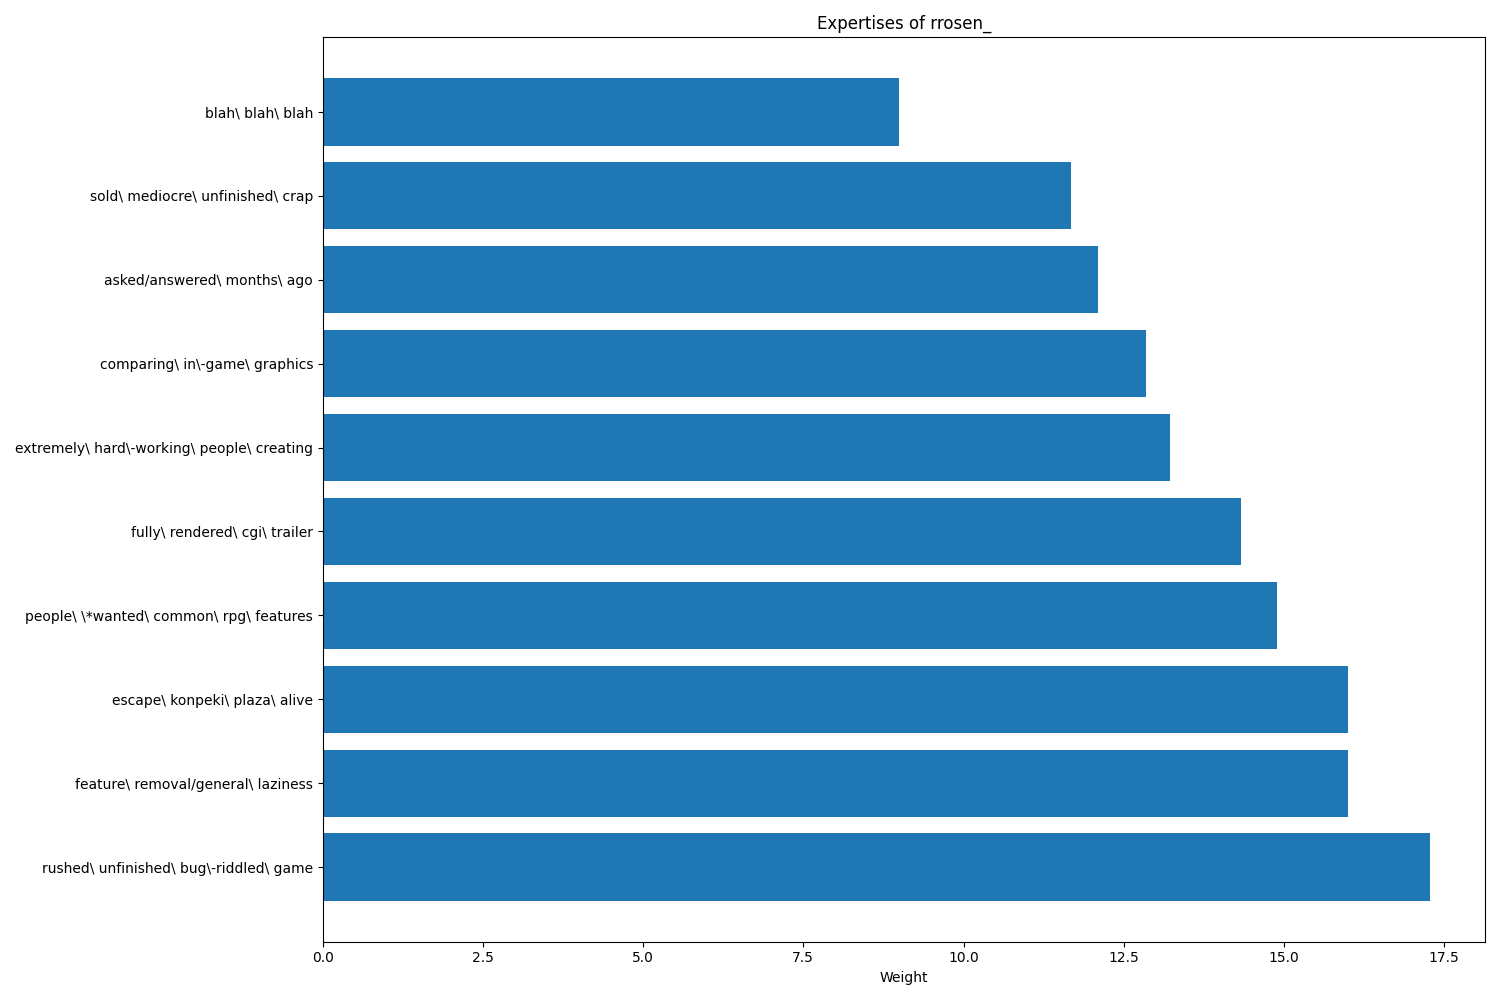 Expertises of rrosen_
blah\ blah\ blah
sold\ mediocre\ unfinished\ crap
asked/answered\ months\ ago
comparing\ in\-game\ graphics
extremely\ hard\-working\ people\ creating
fully\ rendered\ cgi\ trailer
people\ \*wanted\ common\ rpg\ features
escape\ konpeki\ plaza\ alive
feature\ removal/general\ laziness
rushed\ unfinished\ bug\-riddled\ game
0.0 2.5 5.0 7.5 10.0 12.5 15.0 17.5
Weight